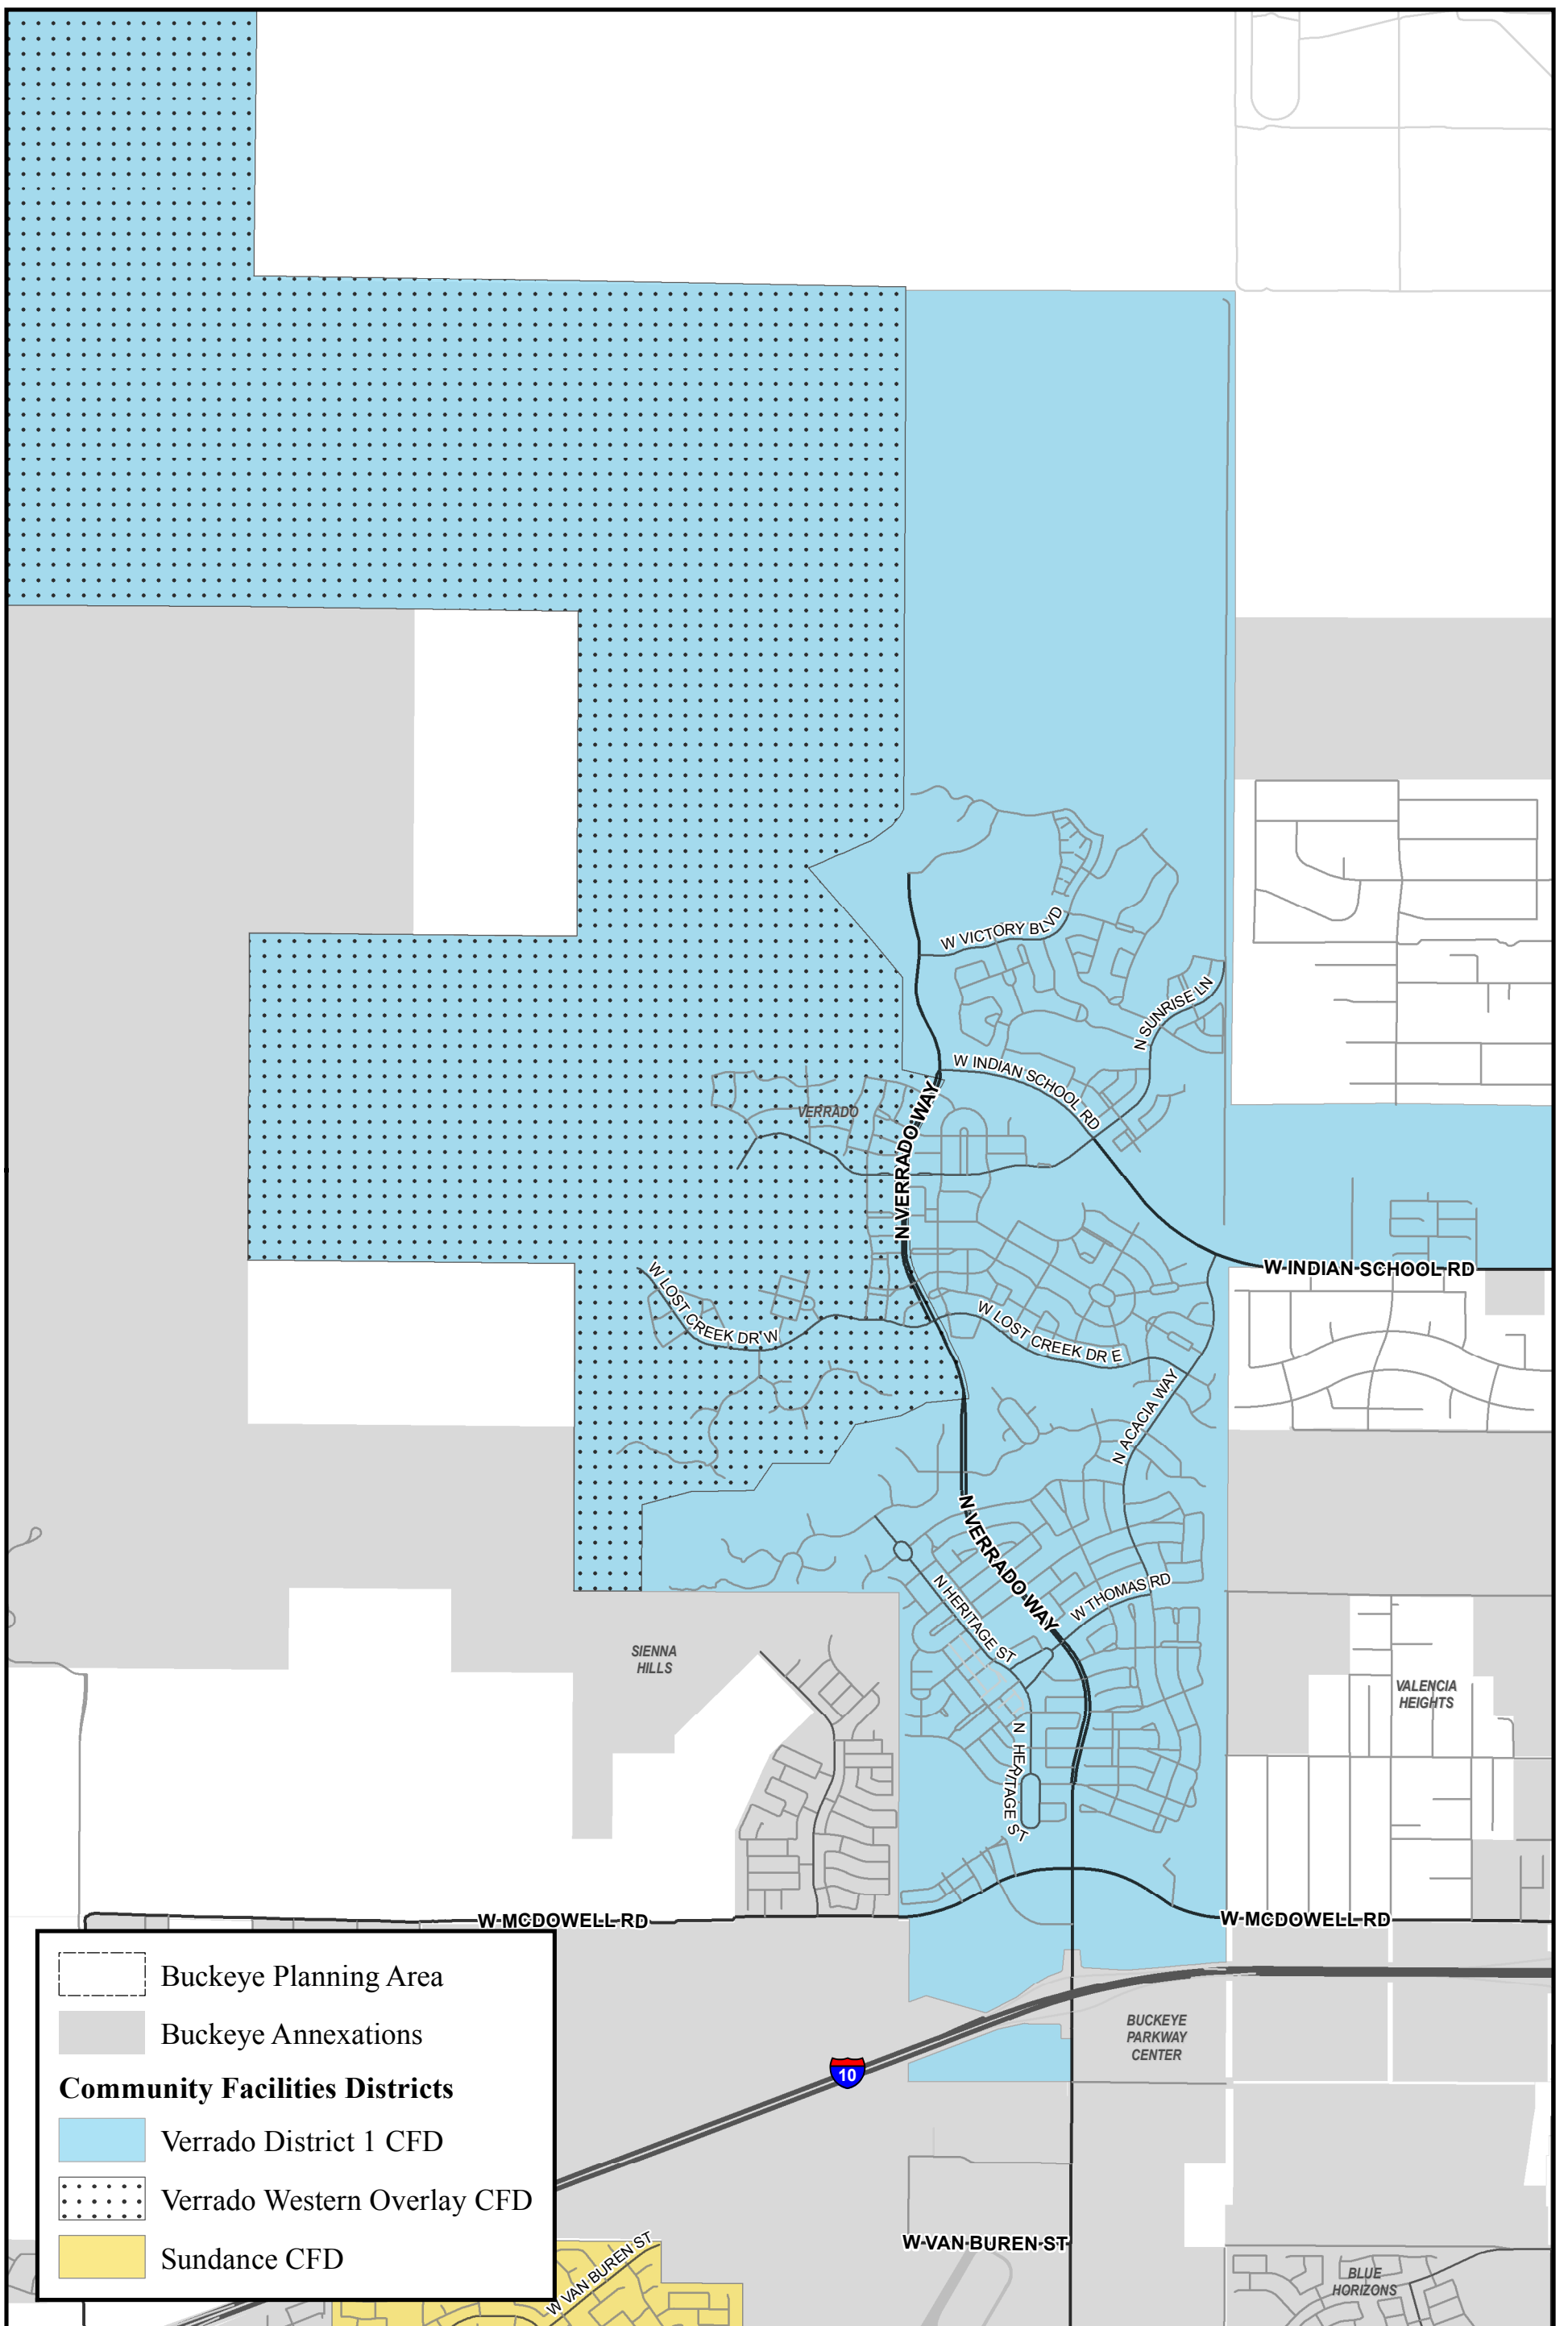 W VICTORY BLVD
N SUNRISE LN
W INDIAN SCHOOL RD
VERRADO
N VERRADO WAY
W INDIAN SCHOOL RD
W LOST CREEK DR W
W LOST CREEK DR E
N ACACIA WAY
N VERRADO WAY
W THOMAS RD
N HERITAGE ST
SIENNA
HILLS
VALENCIA
HEIGHTS
N HERITAGE ST
W MCDOWELL RD
W MCDOWELL RD
BUCKEYE
PARKWAY
CENTER
10
W VAN BUREN ST
W VAN BUREN ST
BLUE
HORIZONS
Buckeye Planning Area
Buckeye Annexations
Community Facilities Districts
Verrado District 1 CFD
Verrado Western Overlay CFD
Sundance CFD